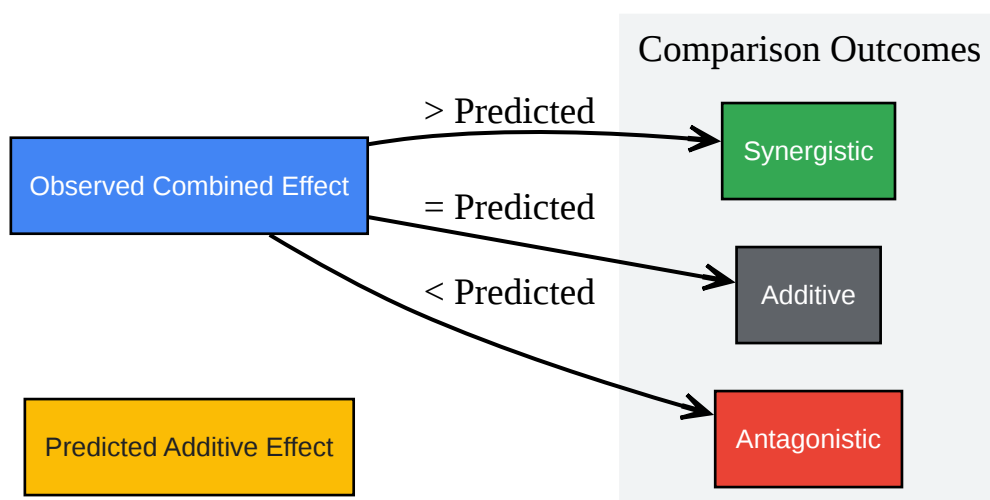 Comparison Outcomes
> Predicted
Synergistic
Observed Combined Effect
= Predicted
Additive
< Predicted
Antagonistic
Predicted Additive Effect